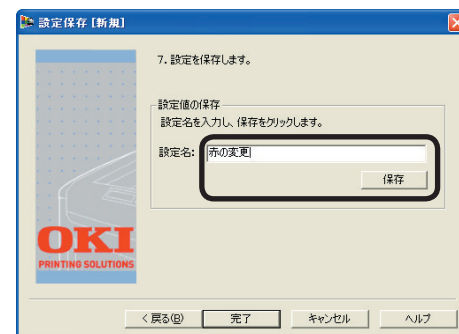 設定保存 [新規]
7. 設定を保存します。
設定値の保存
設定名を入力し、保存をクリックします。
設定名: 赤の変更
保存
OKI
PRINTING SOLUTIONS
< 戻る(B) 完了 キャンセル ヘルプ